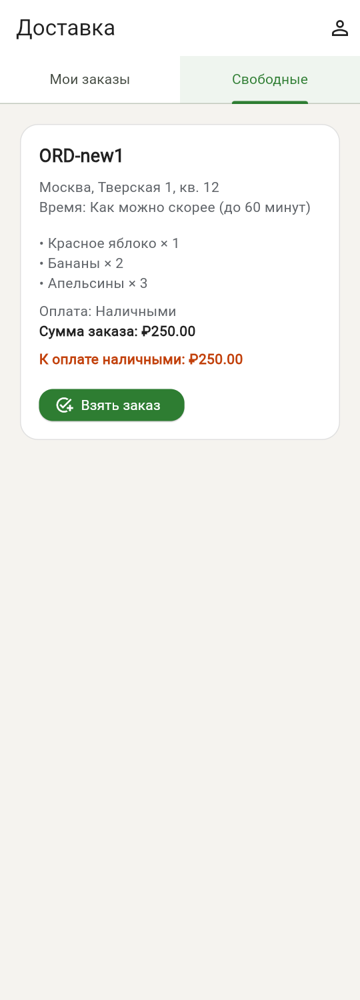 Доставка
Мои заказы
Свободные
ORD-new1
Москва, Тверская 1, кв. 12
Время: Как можно скорее (до 60 минут)
• Красное яблоко × 1
• Бананы × 2
• Апельсины × 3
Оплата: Наличными
Сумма заказа: ₽250.00
К оплате наличными: ₽250.00
Взять заказ